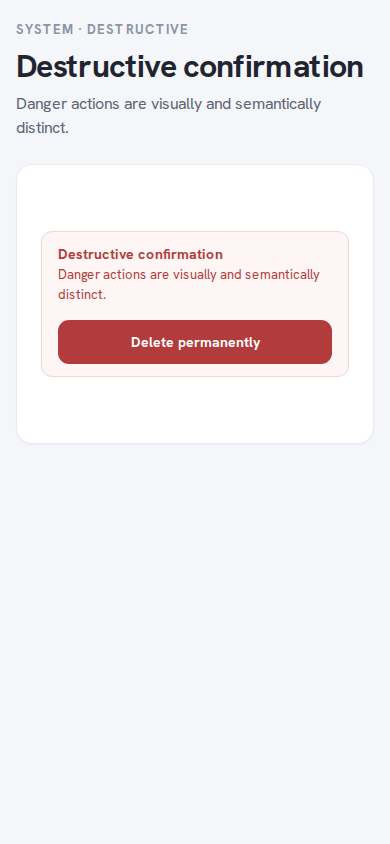 SYSTEM · DESTRUCTIVE
Destructive confirmation
Danger actions are visually and semantically
distinct.
Destructive confirmation
Danger actions are visually and semantically
distinct.
Delete permanently